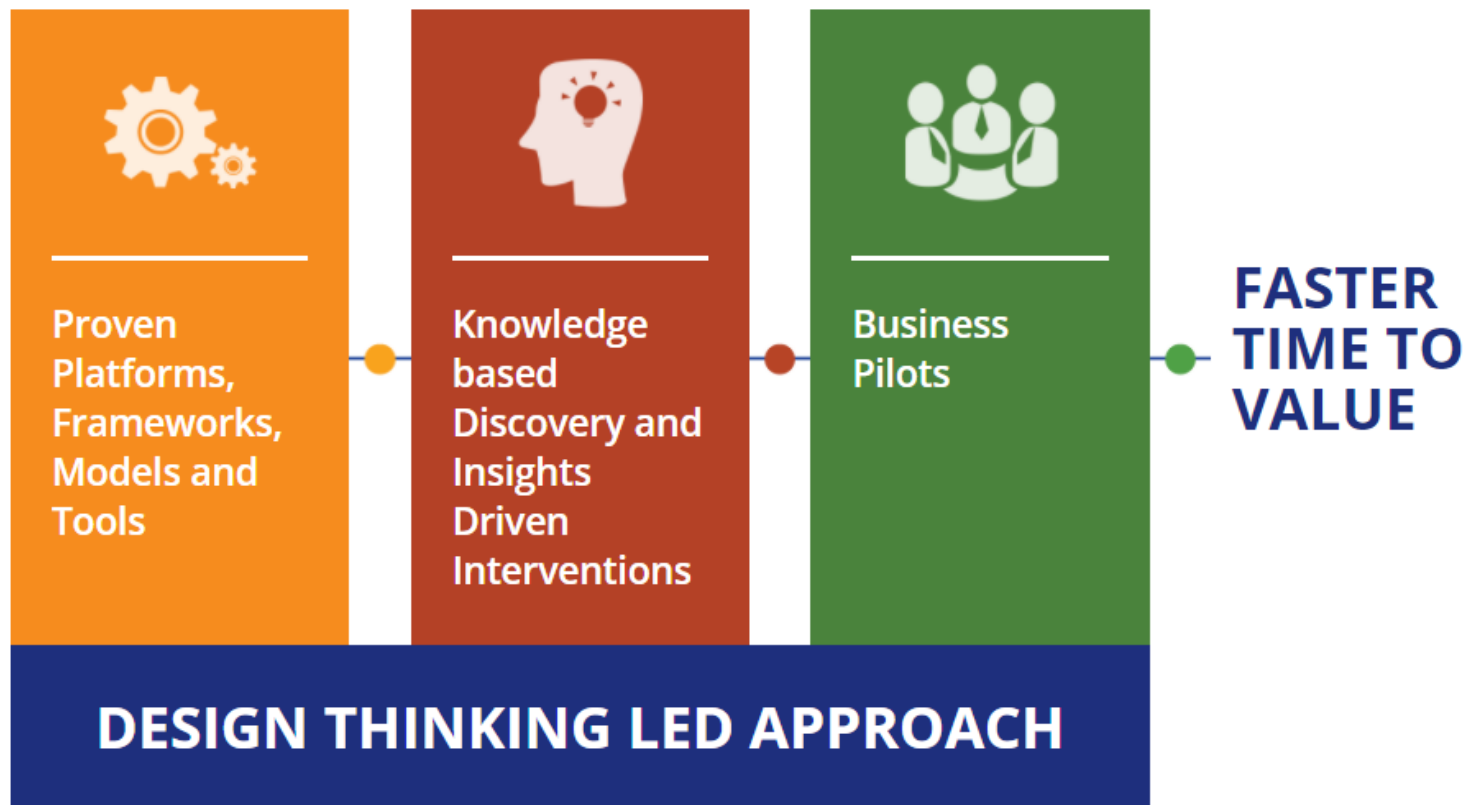 Proven
Platforms,
Frameworks,
Models and
Tools
Knowledge
based
Discovery and
Insights
Driven
Interventions
Business
Pilots
FASTER
TIME TO
VALUE
DESIGN THINKING LED APPROACH